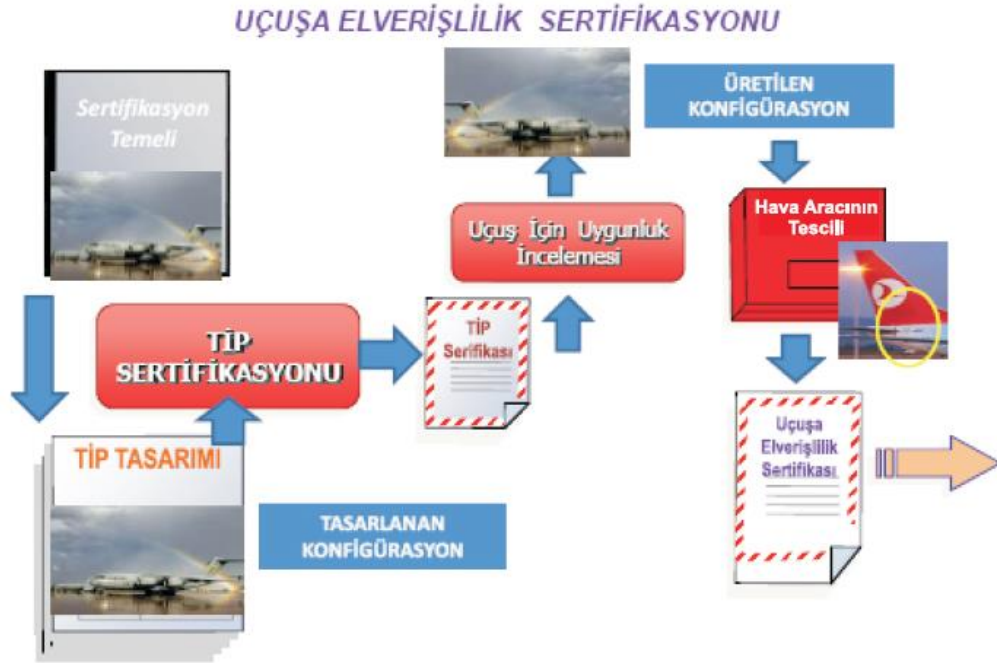 UÇUŞA ELVERİŞLİLİK SERTİFİKASYONU
Sertifikasyon
Temeli
ÜRETİLEN
KONFİGÜRASYON
Hava Aracının
Tescili
Uçuş İçin Uygunluk
İncelemesi
TİP
SERTİFİKASYONU
TİP
Serifikası
Uçuşa
Elverişlilik
Sertifikası
TİP TASARIMI
TASARLANAN
KONFİGÜRASYON